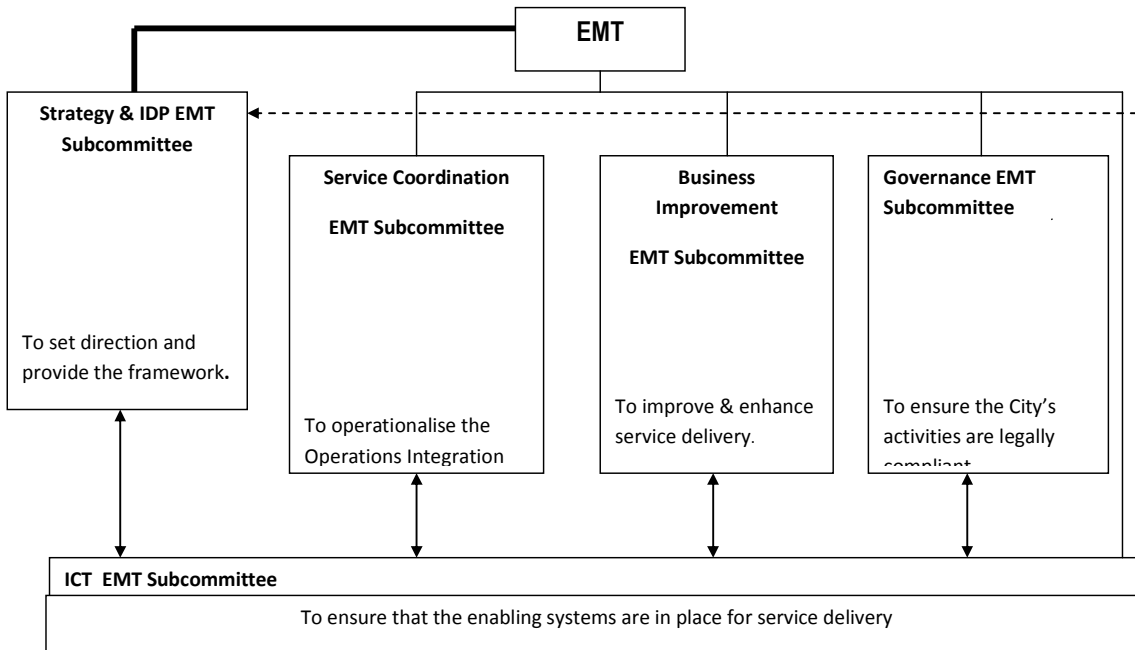 EMT
Strategy & IDP EMT
Subcommittee
To set direction and
provide the framework.
Service Coordination
EMT Subcommittee
To operationalise the
Operations Integration
Business
Improvement
EMT Subcommittee
To improve & enhance
service delivery.
Governance EMT
Subcommittee
.
To ensure the City’s
activities are legally
compliant
ICT EMT Subcommittee
To ensure that the enabling systems are in place for service delivery